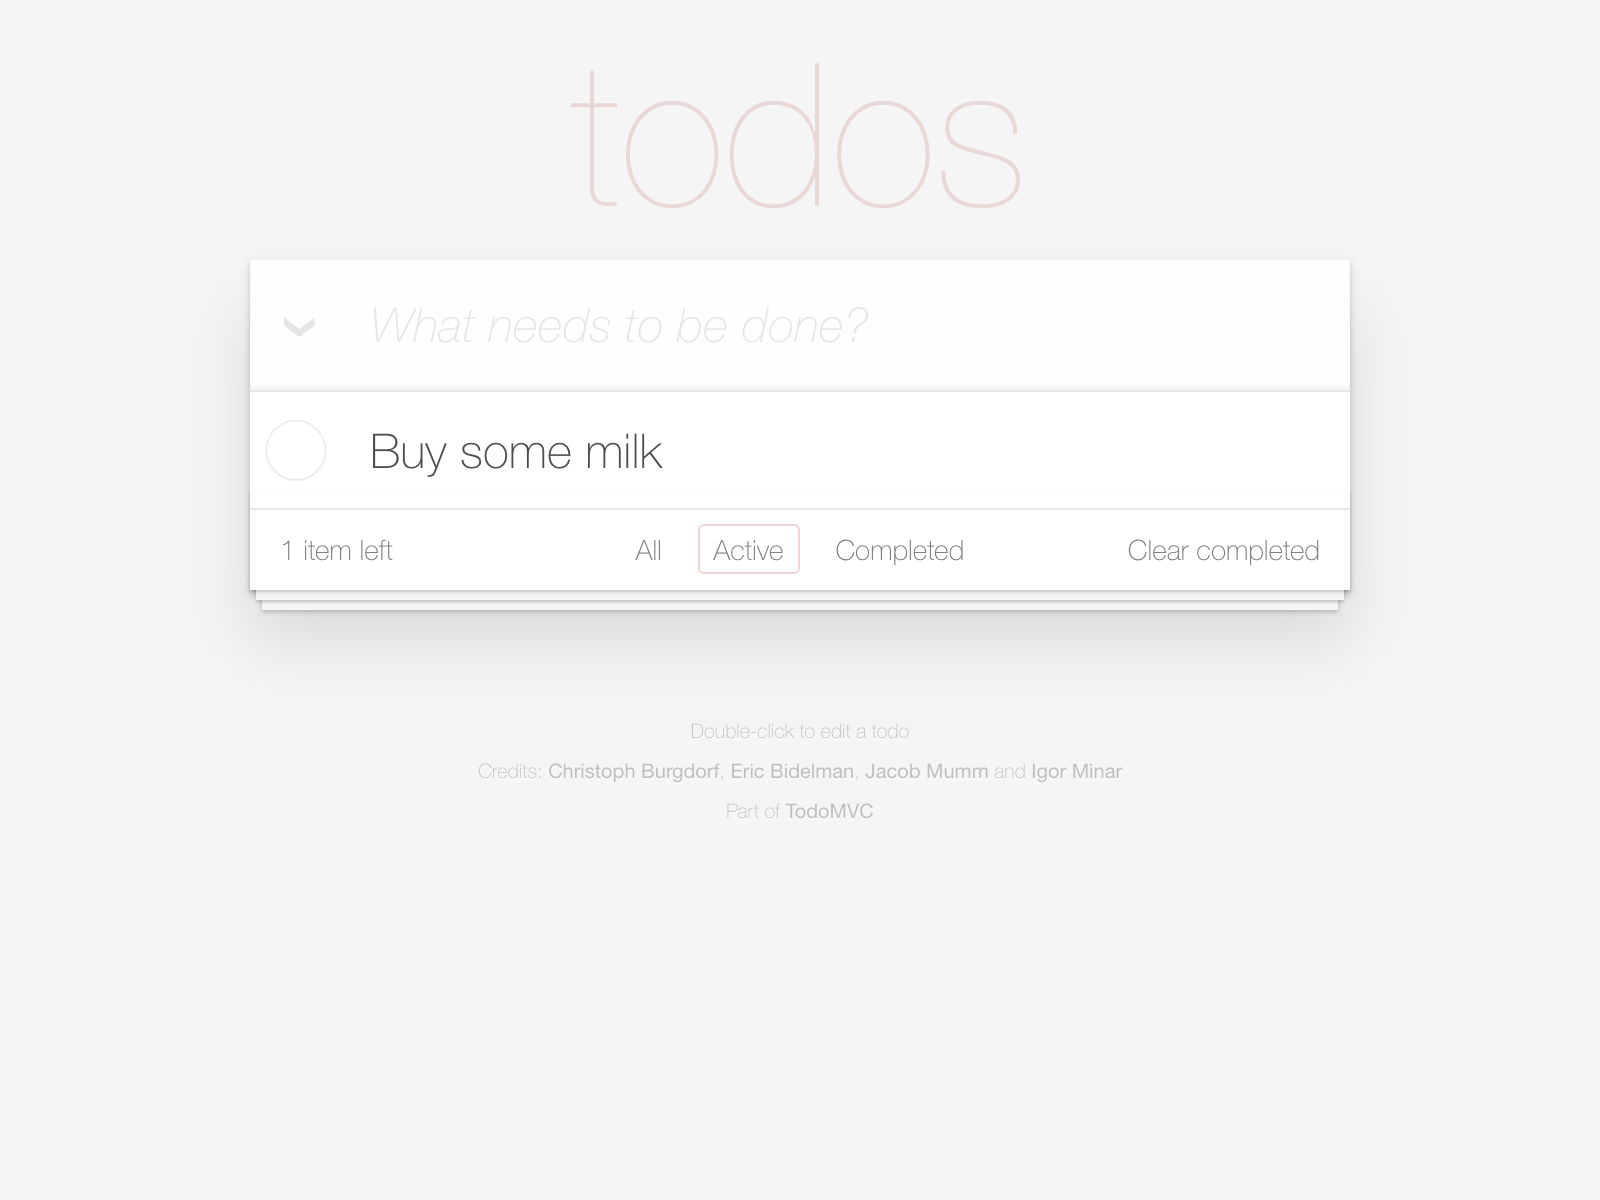 todos
What needs to be done?
Buy some milk
1 item left All Active Completed Clear completed
Double-click to edit a todo
Credits: Christoph Burgdorf, Eric Bidelman, Jacob Mumm and Igor Minar
Part of TodoMVC